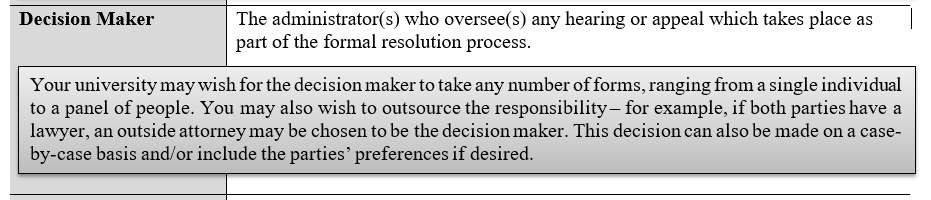 Decision Maker
The administrator(s) who oversee(s) any hearing or appeal which takes place as
part of the formal resolution process.
Your university may wish for the decision maker to take any number of forms, ranging from a single individual
to a panel of people. You may also wish to outsource the responsibility – for example, if both parties have a
lawyer, an outside attorney may be chosen to be the decision maker. This decision can also be made on a case-
by-case basis and/or include the parties’ preferences if desired.